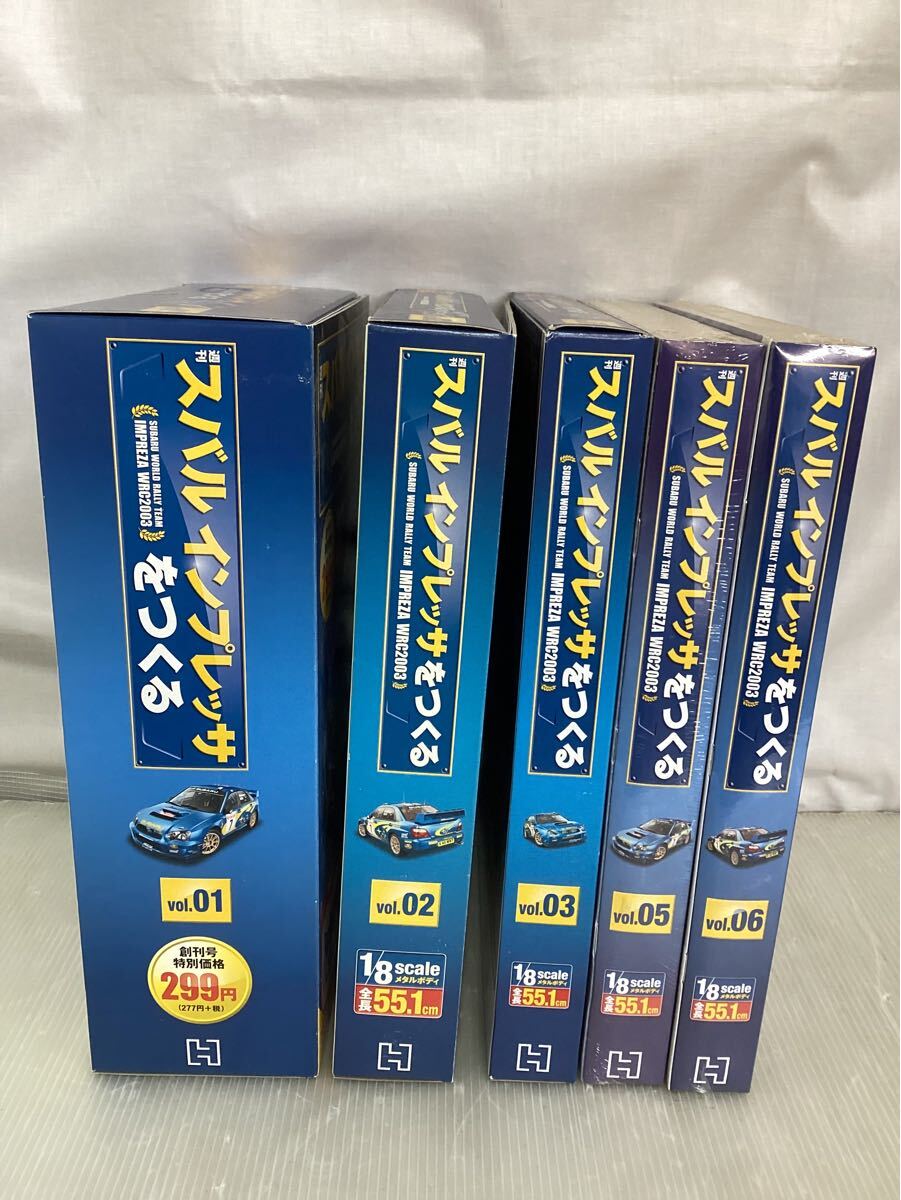 週刊
スバル インプレッサ
SUBARU WORLD RALLY TEAM
IMPREZA WRC2003
をつくる
vol.01
創刊号
特別価格
299円
(277円+税)
週刊
スバル インプレッサをつくる
SUBARU WORLD RALLY TEAM IMPREZA WRC2003
vol.02
1/8 scale
メタルボディ
全長55.1cm
週刊
スバル インプレッサをつくる
SUBARU WORLD RALLY TEAM IMPREZA WRC2003
vol.03
1/8 scale
メタルボディ
全長55.1cm
週刊
スバル インプレッサをつくる
SUBARU WORLD RALLY TEAM IMPREZA WRC2003
vol.05
1/8 scale
メタルボディ
全長55.1cm
週刊
スバル インプレッサをつくる
SUBARU WORLD RALLY TEAM IMPREZA WRC2003
vol.06
1/8 scale
メタルボディ
全長55.1cm